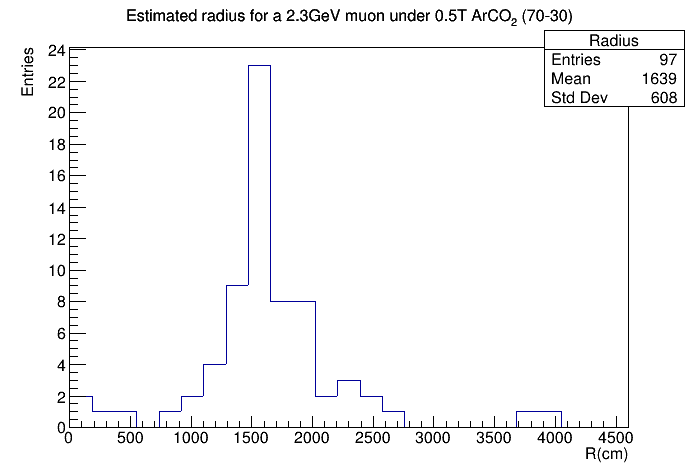 Estimated radius for a 2.3GeV muon under 0.5T ArCO₂ (70-30)
Radius
Entries 97
Mean 1639
Std Dev 608
Entries
24
22
20
18
16
14
12
10
8
6
4
2
0
0 500 1000 1500 2000 2500 3000 3500 4000 4500
R(cm)